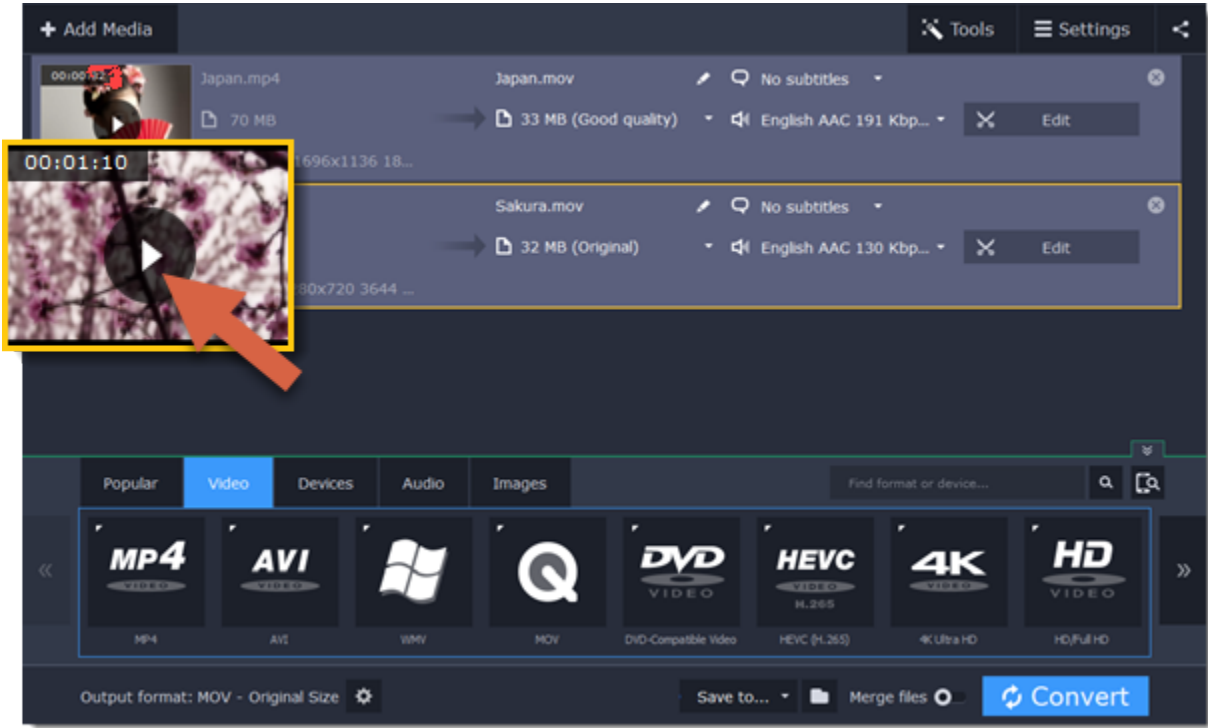 Add Media
Tools
Settings
Japan.mp4
Japan.mov
No subtitles
70 MB
33 MB (Good quality)
English AAC 191 Kbp...
Edit
1696x1136 18...
00:01:10
Sakura.mov
No subtitles
32 MB (Original)
English AAC 130 Kbp...
Edit
80x720 3644 ...
Popular
Video
Devices
Audio
Images
Find format or device...
MP4
VIDEO
AVI
VIDEO
DVD
VIDEO
HEVC
VIDEO
H.265
4K
VIDEO
HD
VIDEO
MP4
AVI
WMV
MOV
DVD-Compatible Video
HEVC (H.265)
4K Ultra HD
HD/Full HD
Output format: MOV - Original Size
Save to...
Merge files
Convert